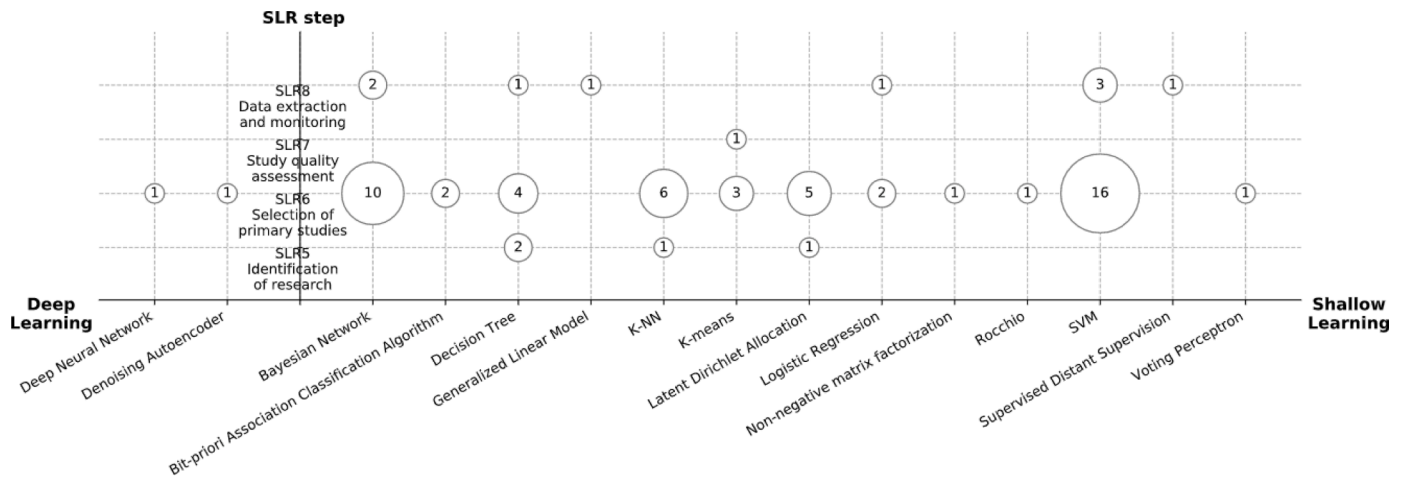 SLR step
2
1
1
1
3
1
SLR8
Data extraction
and monitoring
1
SLR7
Study quality
assessment
1
1
10
2
4
6
3
5
2
1
1
16
1
SLR6
Selection of
primary studies
2
1
1
SLR5
Identification
of research
Deep
Learning
Shallow
Learning
Deep Neural Network
Denoising Autoencoder
Bayesian Network
Bit-priori Association Classification Algorithm
Decision Tree
Generalized Linear Model
K-NN
K-means
Latent Dirichlet Allocation
Logistic Regression
Non-negative matrix factorization
Rocchio
SVM
Supervised Distant Supervision
Voting Perceptron